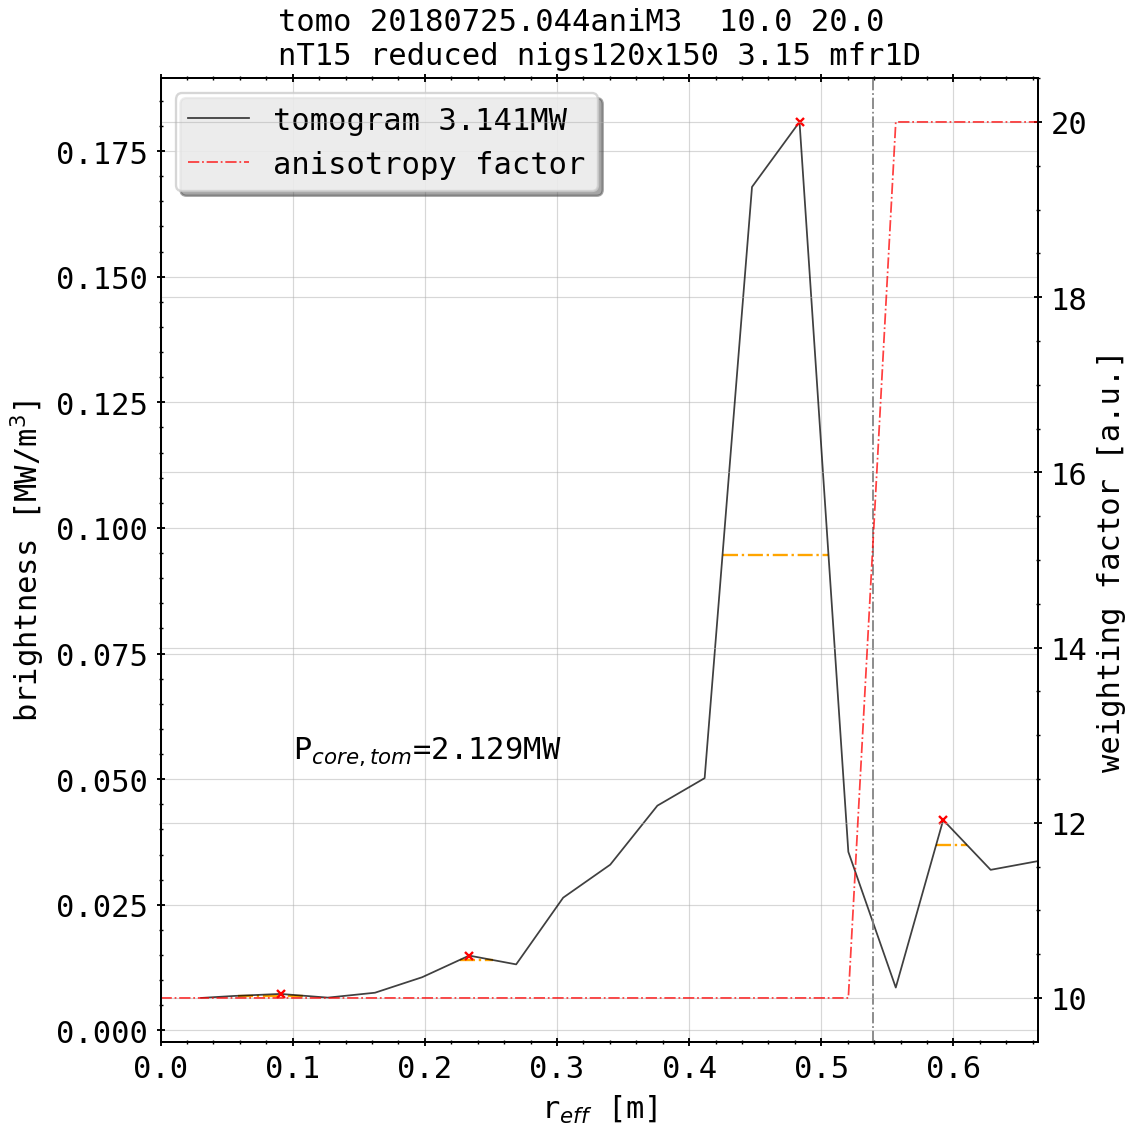 tomo 20180725.044aniM3  10.0 20.0
nT15 reduced nigs120x150 3.15 mfr1D
tomogram 3.141MW
anisotropy factor
brightness [MW/m³]
0.175
0.150
0.125
0.100
0.075
0.050
0.025
0.000
P_core,tom=2.129MW
20
18
16
14
12
10
weighting factor [a.u.]
0.0 0.1 0.2 0.3 0.4 0.5 0.6
r_eff [m]